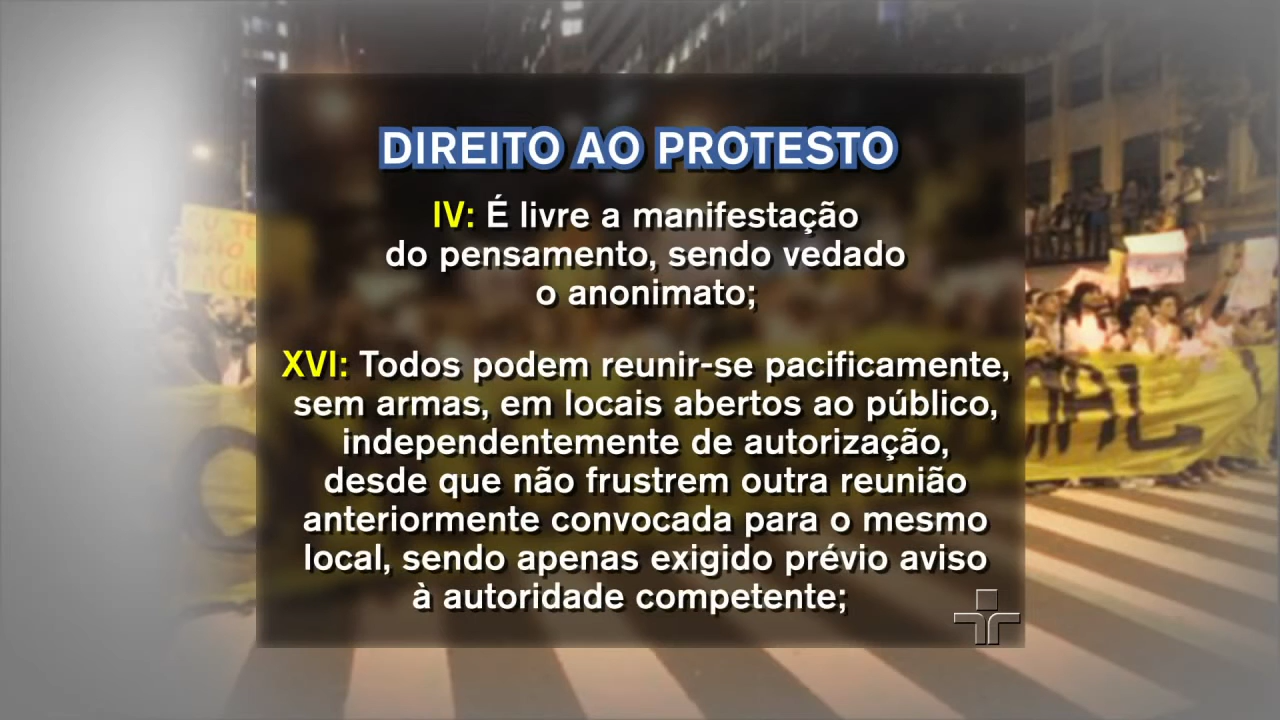 DIREITO AO PROTESTO
IV: É livre a manifestação
do pensamento, sendo vedado
o anonimato;
XVI: Todos podem reunir-se pacificamente,
sem armas, em locais abertos ao público,
independentemente de autorização,
desde que não frustrem outra reunião
anteriormente convocada para o mesmo
local, sendo apenas exigido prévio aviso
à autoridade competente;